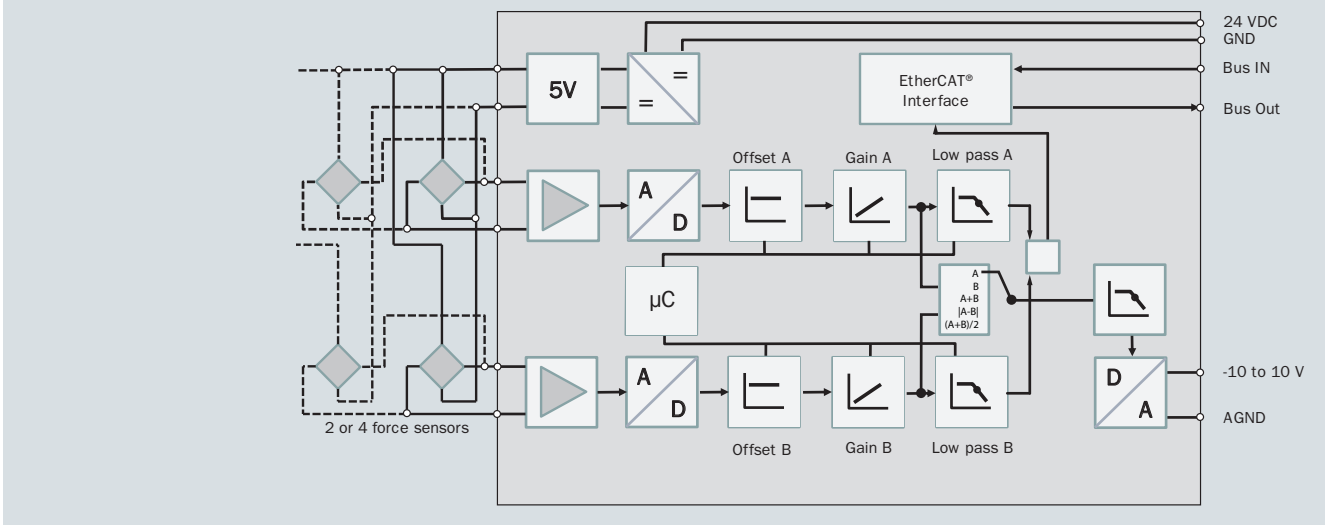 24 VDC
GND
Bus IN
Bus Out
5V
=
=
EtherCAT®
Interface
Offset A
Gain A
Low pass A
A
D
µC
A
B
A+B
|A-B|
(A+B)/2
A
D
D
A
-10 to 10 V
AGND
2 or 4 force sensors
Offset B
Gain B
Low pass B